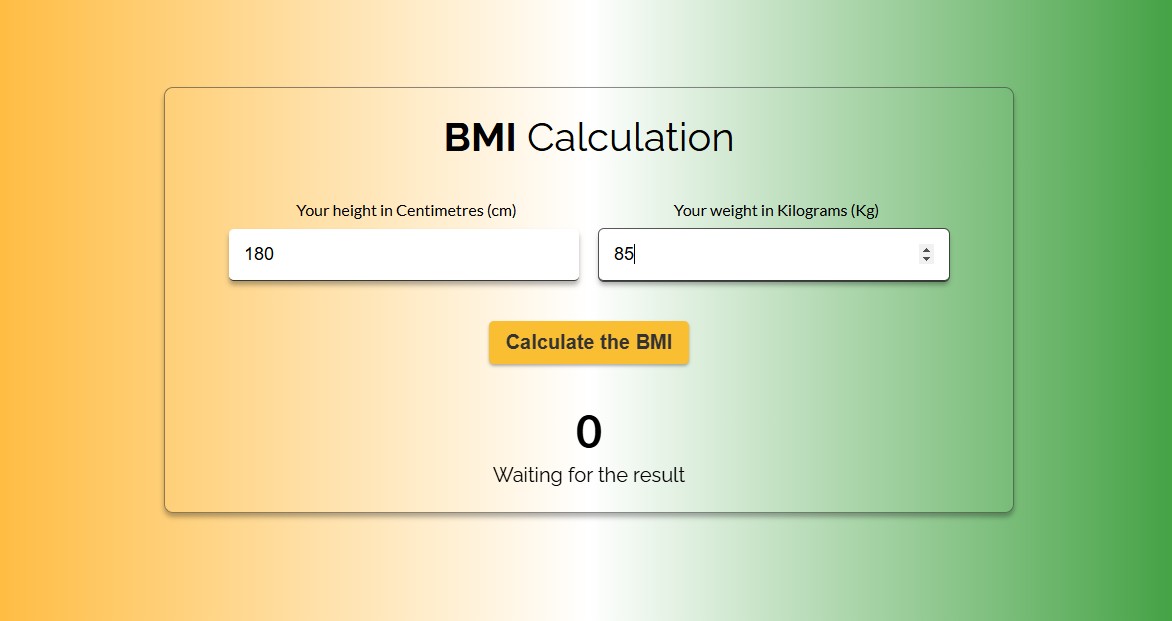 BMI Calculation
Your height in Centimetres (cm)
Your weight in Kilograms (Kg)
180
85
Calculate the BMI
0
Waiting for the result